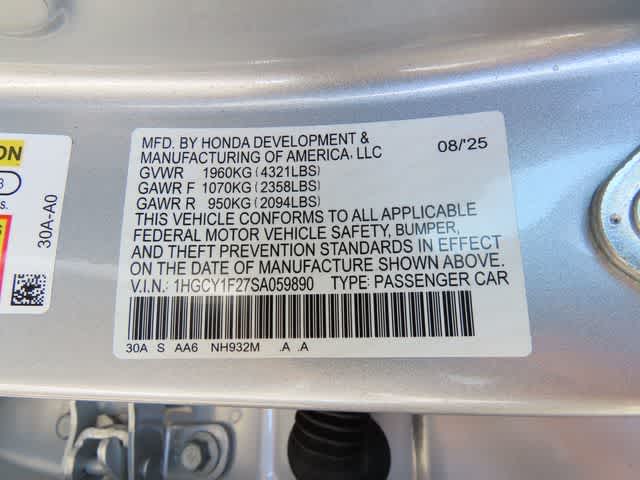 MFD. BY HONDA DEVELOPMENT &
MANUFACTURING OF AMERICA, LLC 08/'25
GVWR 1960KG (4321LBS)
GAWR F 1070KG (2358LBS)
GAWR R 950KG (2094LBS)
THIS VEHICLE CONFORMS TO ALL APPLICABLE
FEDERAL MOTOR VEHICLE SAFETY, BUMPER,
AND THEFT PREVENTION STANDARDS IN EFFECT
ON THE DATE OF MANUFACTURE SHOWN ABOVE.
V.I.N.: 1HGCY1F27SA059890 TYPE: PASSENGER CAR
30A S AA6 NH932M .A .A
30A-A0